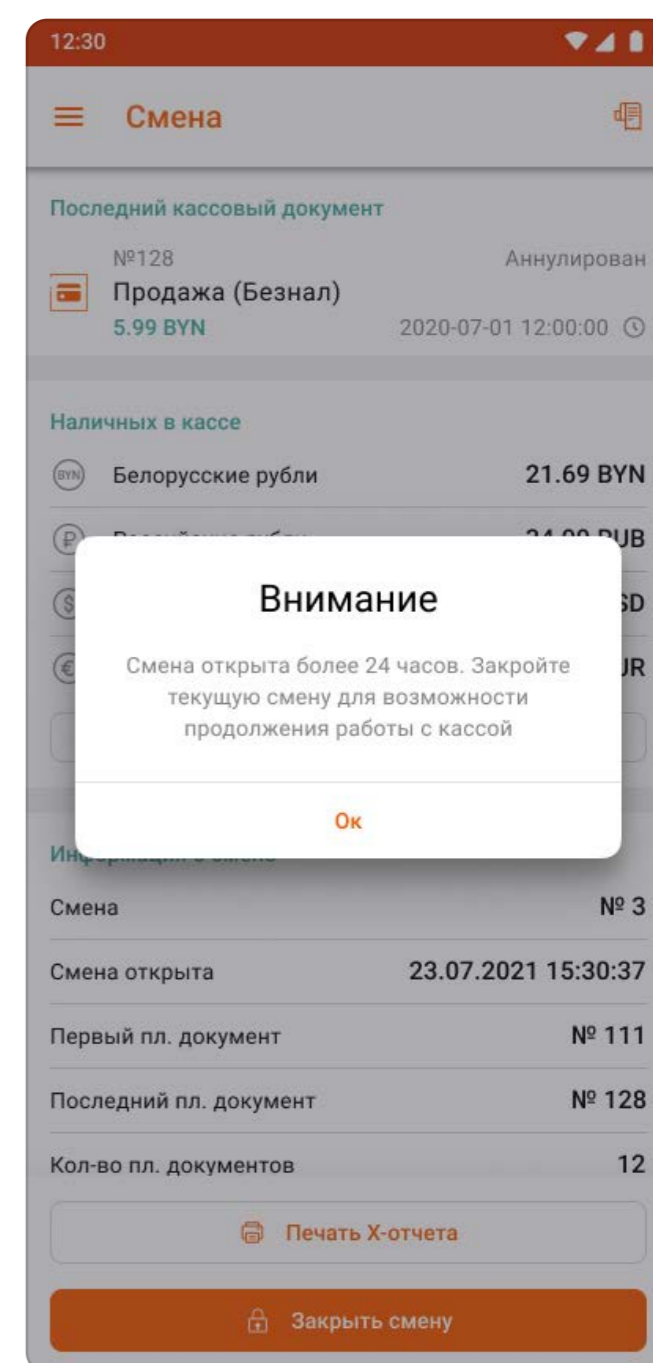 12:30
Смена
Последний кассовый документ
№128 Аннулирован
Продажа (Безнал)
5.99 BYN 2020-07-01 12:00:00
Наличных в кассе
BYN Белорусские рубли 21.69 BYN
Внимание
Смена открыта более 24 часов. Закройте
текущую смену для возможности
продолжения работы с кассой
Ок
Смена № 3
Смена открыта 23.07.2021 15:30:37
Первый пл. документ № 111
Последний пл. документ № 128
Кол-во пл. документов 12
Печать X-отчета
Закрыть смену